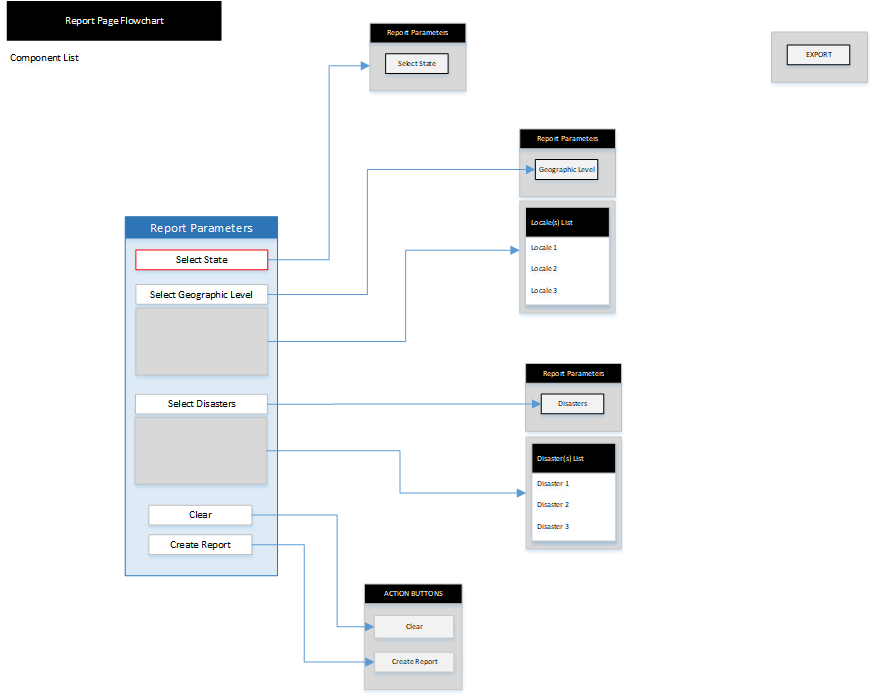 Report Page Flowchart
Component List
Report Parameters
Select State
EXPORT
Report Parameters
Geographic Level
Locale(s) List
Locale 1
Locale 2
Locale 3
Report Parameters
Select State
Select Geographic Level
Select Disasters
Clear
Create Report
Report Parameters
Disasters
Disaster(s) List
Disaster 1
Disaster 2
Disaster 3
ACTION BUTTONS
Clear
Create Report